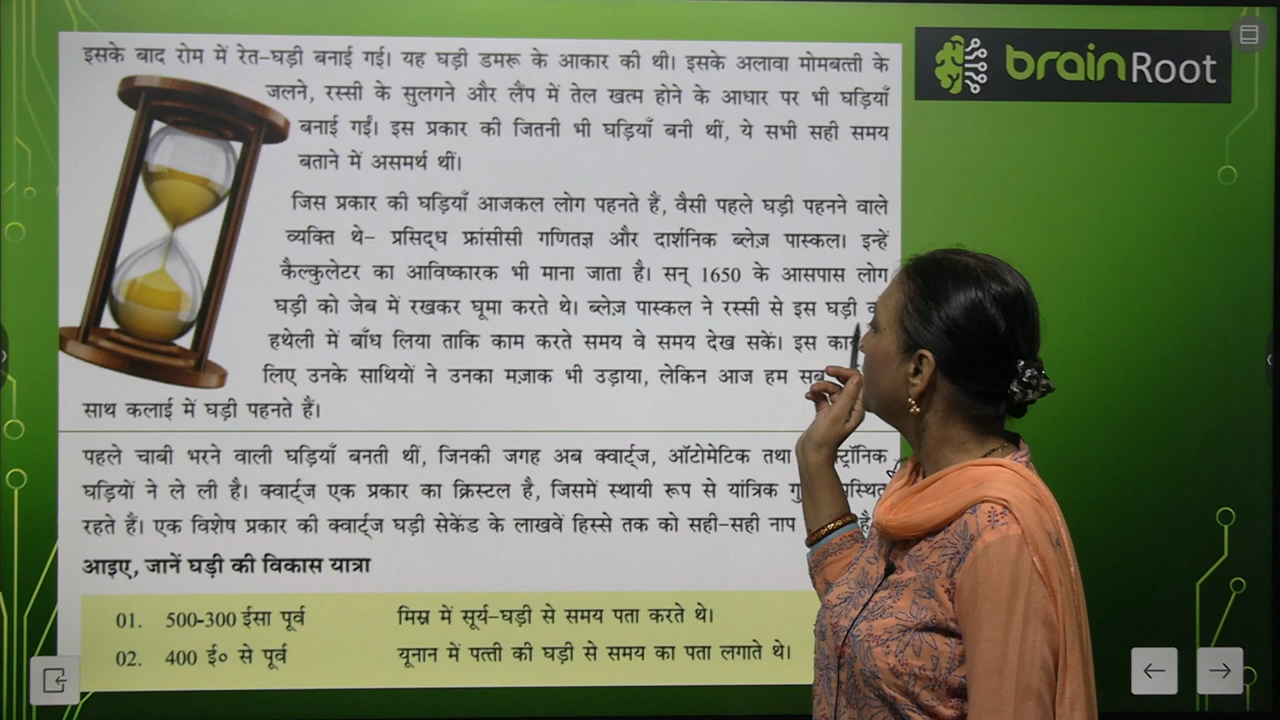 brainRoot
इसके बाद रोम में रेत-घड़ी बनाई गई। यह घड़ी डमरू के आकार की थी। इसके अलावा मोमबत्ती के
जलने, रस्सी के सुलगने और लैंप में तेल खत्म होने के आधार पर भी घड़ियाँ
बनाई गईं। इस प्रकार की जितनी भी घड़ियाँ बनी थीं, ये सभी सही समय
बताने में असमर्थ थीं।
जिस प्रकार की घड़ियाँ आजकल लोग पहनते हैं, वैसी पहले घड़ी पहनने वाले
व्यक्ति थे- प्रसिद्ध फ्रांसीसी गणितज्ञ और दार्शनिक ब्लेज़ पास्कल। इन्हें
कैल्कुलेटर का आविष्कारक भी माना जाता है। सन् 1650 के आसपास लोग
घड़ी को जेब में रखकर घूमा करते थे। ब्लेज़ पास्कल ने रस्सी से इस घड़ी
हथेली में बाँध लिया ताकि काम करते समय वे समय देख सकें। इस
लिए उनके साथियों ने उनका मज़ाक भी उड़ाया, लेकिन आज हम
साथ कलाई में घड़ी पहनते हैं।
पहले चाबी भरने वाली घड़ियाँ बनती थीं, जिनकी जगह अब क्वार्ट्ज, ऑटोमेटिक तथा
घड़ियों ने ले ली है। क्वार्ट्ज एक प्रकार का क्रिस्टल है, जिसमें स्थायी रूप से यांत्रिक
रहते हैं। एक विशेष प्रकार की क्वार्ट्ज घड़ी सेकेंड के लाखवें हिस्से तक को सही-सही नाप है
आइए, जानें घड़ी की विकास यात्रा
01. 500-300 ईसा पूर्व मिस्र में सूर्य-घड़ी से समय पता करते थे।
02. 400 ई० से पूर्व यूनान में पत्ती की घड़ी से समय का पता लगाते थे।